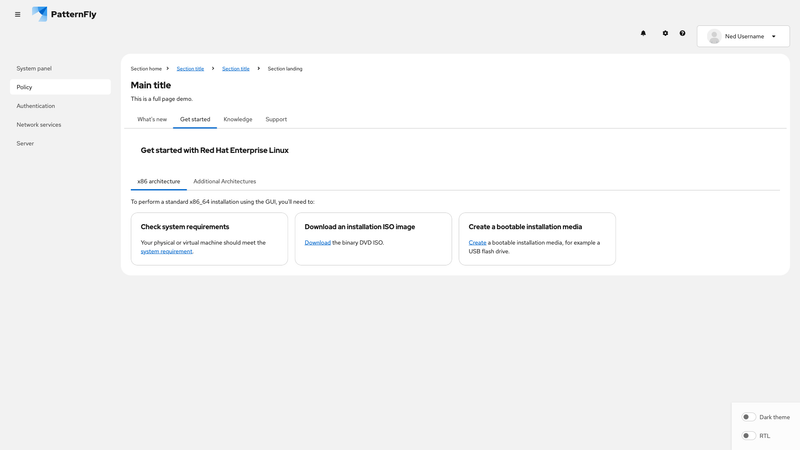 PatternFly
Ned Username
System panel
Policy
Authentication
Network services
Server
Section home Section title Section title Section landing
Main title
This is a full page demo.
What's new Get started Knowledge Support
Get started with Red Hat Enterprise Linux
x86 architecture Additional Architectures
To perform a standard x86_64 installation using the GUI, you'll need to:
Check system requirements
Your physical or virtual machine should meet the
system requirement.
Download an installation ISO image
Download the binary DVD ISO.
Create a bootable installation media
Create a bootable installation media, for example a
USB flash drive.
Dark theme
RTL